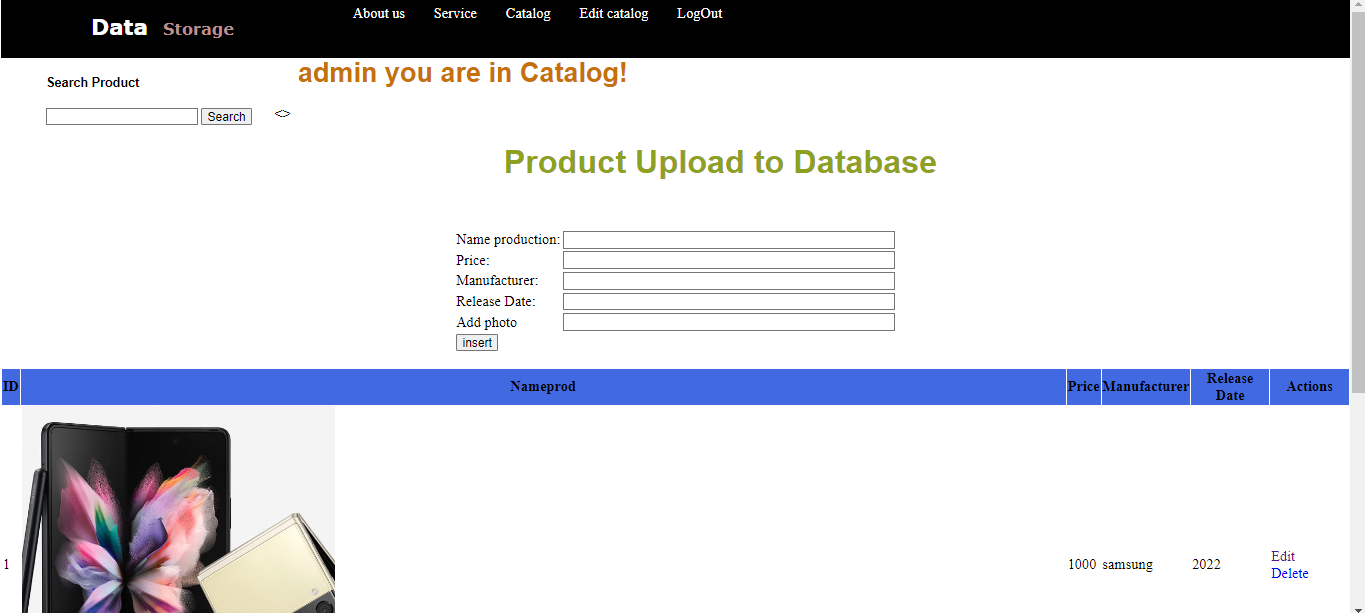 Data Storage
About us Service Catalog Edit catalog LogOut
Search Product
admin you are in Catalog!
Search <>
Product Upload to Database
Name production:
Price:
Manufacturer:
Release Date:
Add photo
insert
ID Nameprod Price Manufacturer Release Date Actions
1 1000 samsung 2022 Edit
Delete